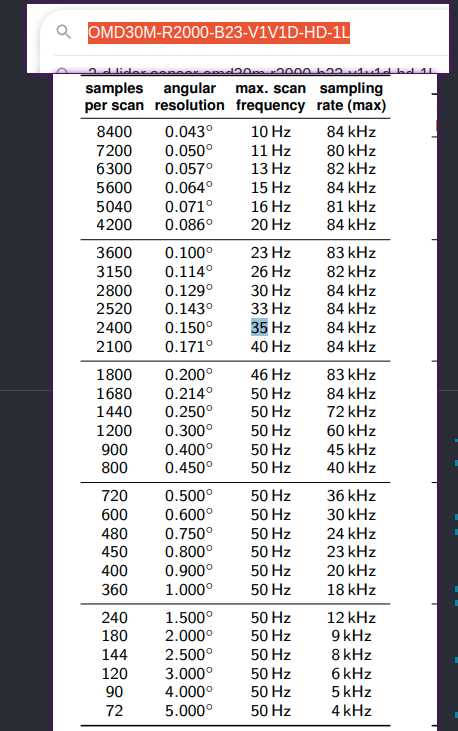 OMD30M-R2000-B23-V1V1D-HD-1L
2-d lidar sensor omd30m-r2000-b23-v1v1d-hd-1l
samples angular max. scan sampling
per scan resolution frequency rate (max)
8400 0.043° 10 Hz 84 kHz
7200 0.050° 11 Hz 80 kHz
6300 0.057° 13 Hz 82 kHz
5600 0.064° 15 Hz 84 kHz
5040 0.071° 16 Hz 81 kHz
4200 0.086° 20 Hz 84 kHz
3600 0.100° 23 Hz 83 kHz
3150 0.114° 26 Hz 82 kHz
2800 0.129° 30 Hz 84 kHz
2520 0.143° 33 Hz 84 kHz
2400 0.150° 35 Hz 84 kHz
2100 0.171° 40 Hz 84 kHz
1800 0.200° 46 Hz 83 kHz
1680 0.214° 50 Hz 84 kHz
1440 0.250° 50 Hz 72 kHz
1200 0.300° 50 Hz 60 kHz
900 0.400° 50 Hz 45 kHz
800 0.450° 50 Hz 40 kHz
720 0.500° 50 Hz 36 kHz
600 0.600° 50 Hz 30 kHz
480 0.750° 50 Hz 24 kHz
450 0.800° 50 Hz 23 kHz
400 0.900° 50 Hz 20 kHz
360 1.000° 50 Hz 18 kHz
240 1.500° 50 Hz 12 kHz
180 2.000° 50 Hz 9 kHz
144 2.500° 50 Hz 8 kHz
120 3.000° 50 Hz 6 kHz
90 4.000° 50 Hz 5 kHz
72 5.000° 50 Hz 4 kHz